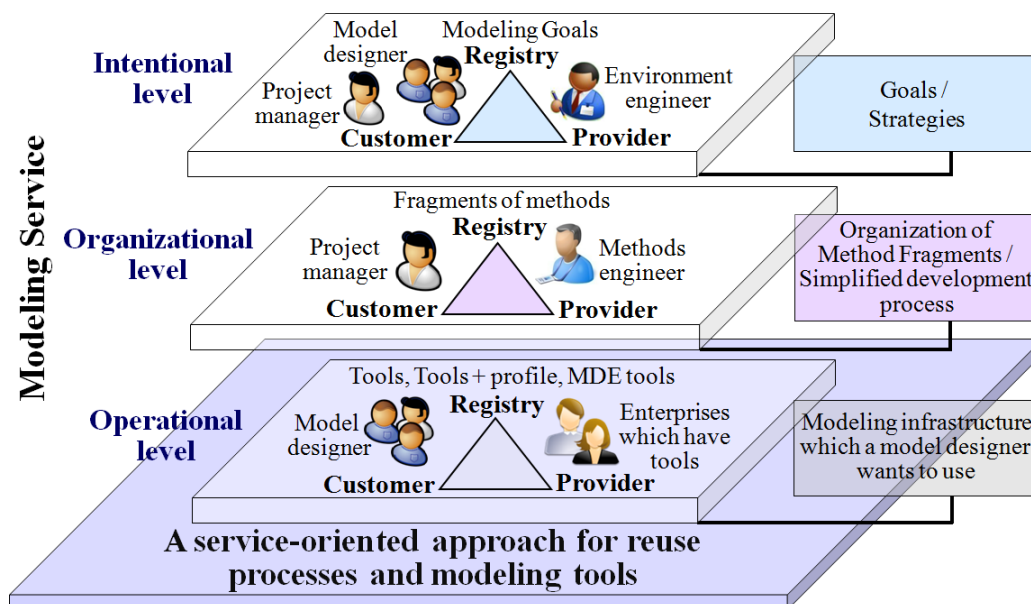 Modeling Service
Intentional
level
Model
designer
Project
manager
Modeling Goals
Registry
Environment
engineer
Customer
Provider
Goals /
Strategies
Organizational
level
Fragments of methods
Registry
Project
manager
Methods
engineer
Customer
Provider
Organization of
Method Fragments /
Simplified development
process
Operational
level
Tools, Tools + profile, MDE tools
Registry
Model
designer
Enterprises
which have
tools
Customer
Provider
Modeling infrastructure
which a model designer
wants to use
A service-oriented approach for reuse
processes and modeling tools